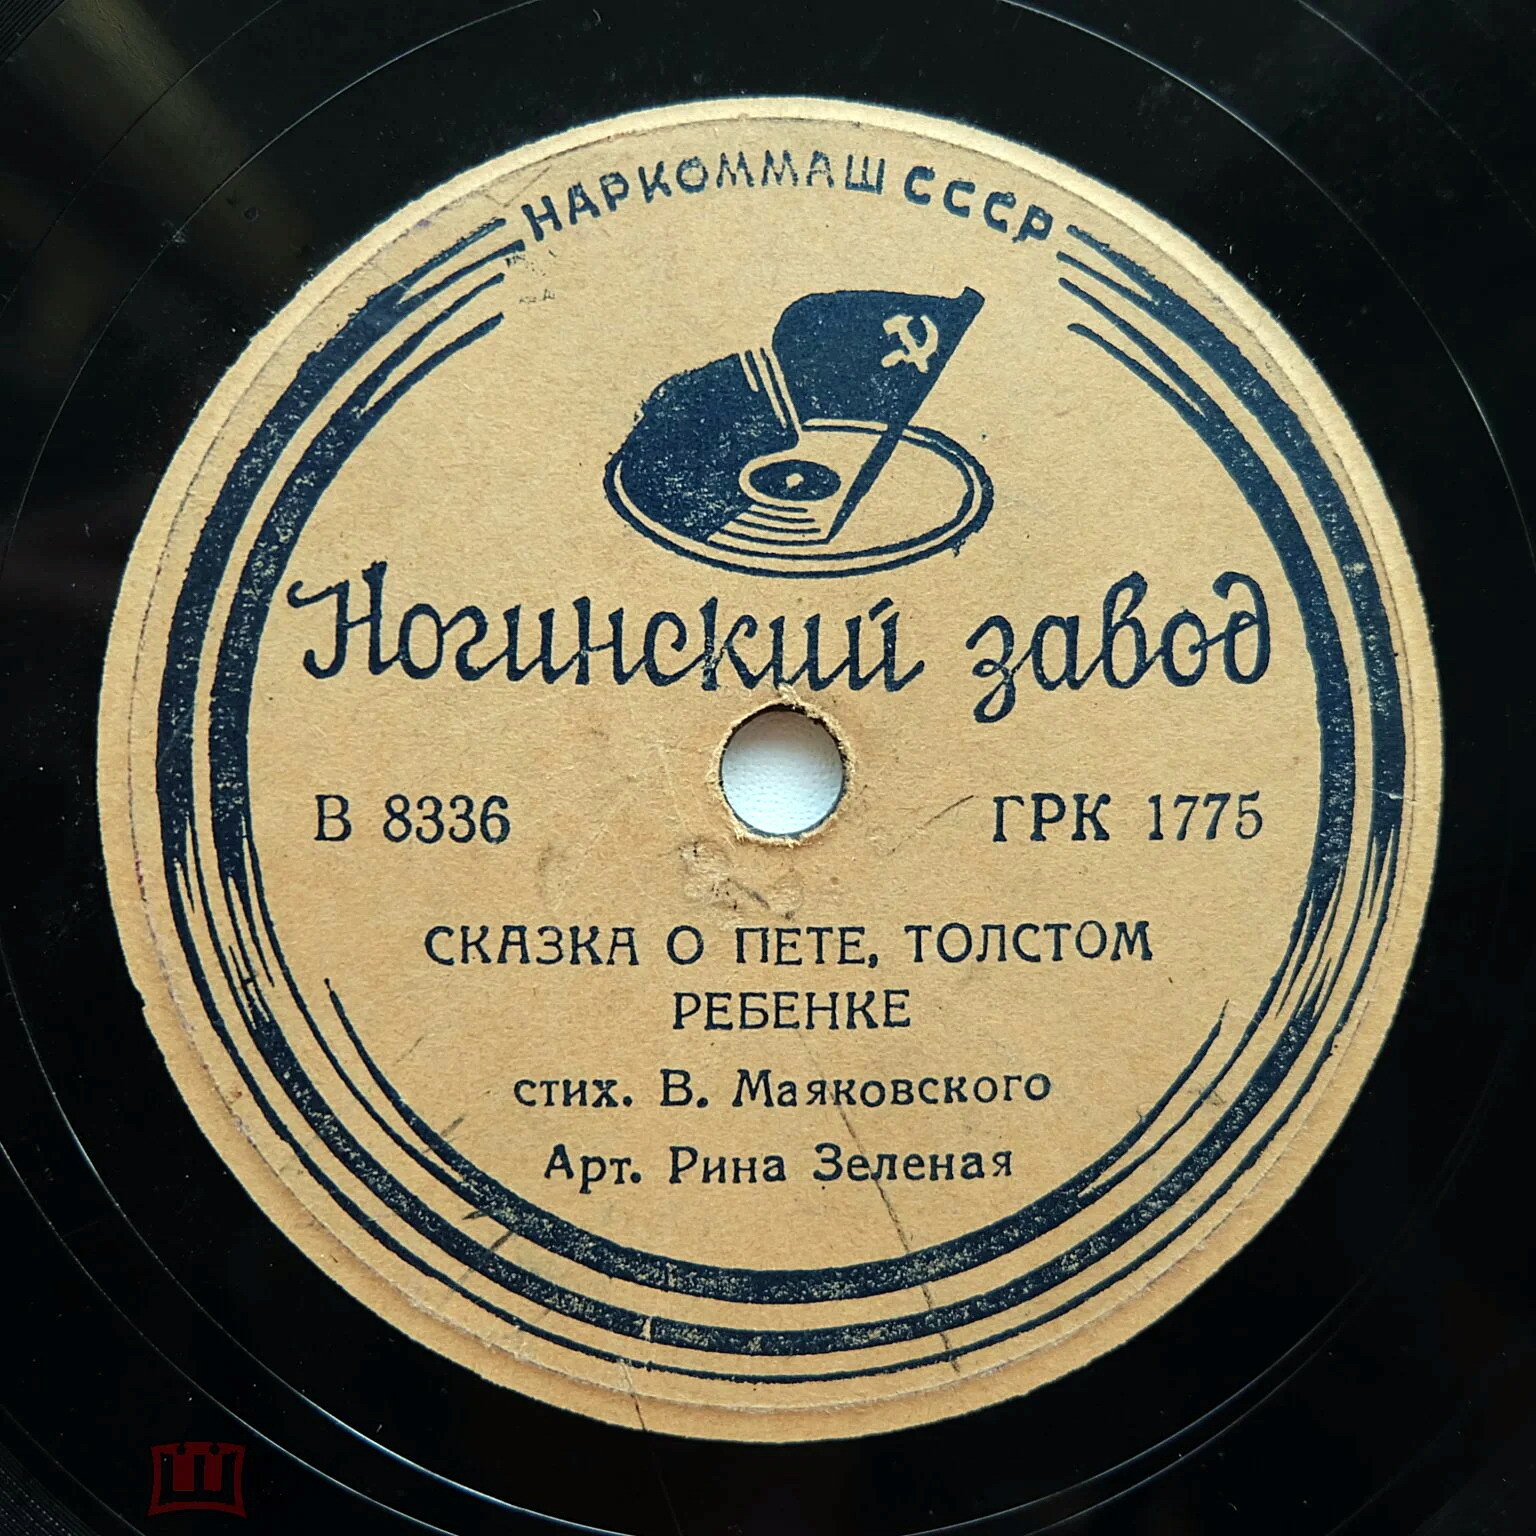 НАРКОММАШ СССР
Ногинский завод
В 8336
ГРК 1775
СКАЗКА О ПЕТЕ, ТОЛСТОМ
РЕБЕНКЕ
стих. В. Маяковского
Арт. Рина Зеленая